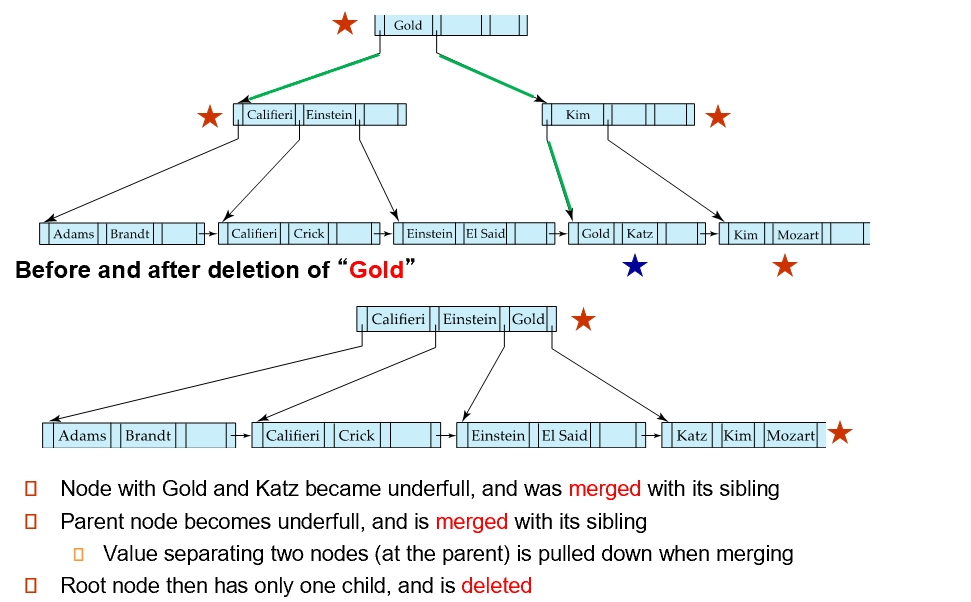 Gold
Califieri Einstein
Kim
Adams Brandt
Califieri Crick
Einstein El Said
Gold Katz
Kim Mozart
Before and after deletion of “Gold”
Califieri Einstein Gold
Adams Brandt
Califieri Crick
Einstein El Said
Katz Kim Mozart
Node with Gold and Katz became underfull, and was merged with its sibling
Parent node becomes underfull, and is merged with its sibling
Value separating two nodes (at the parent) is pulled down when merging
Root node then has only one child, and is deleted